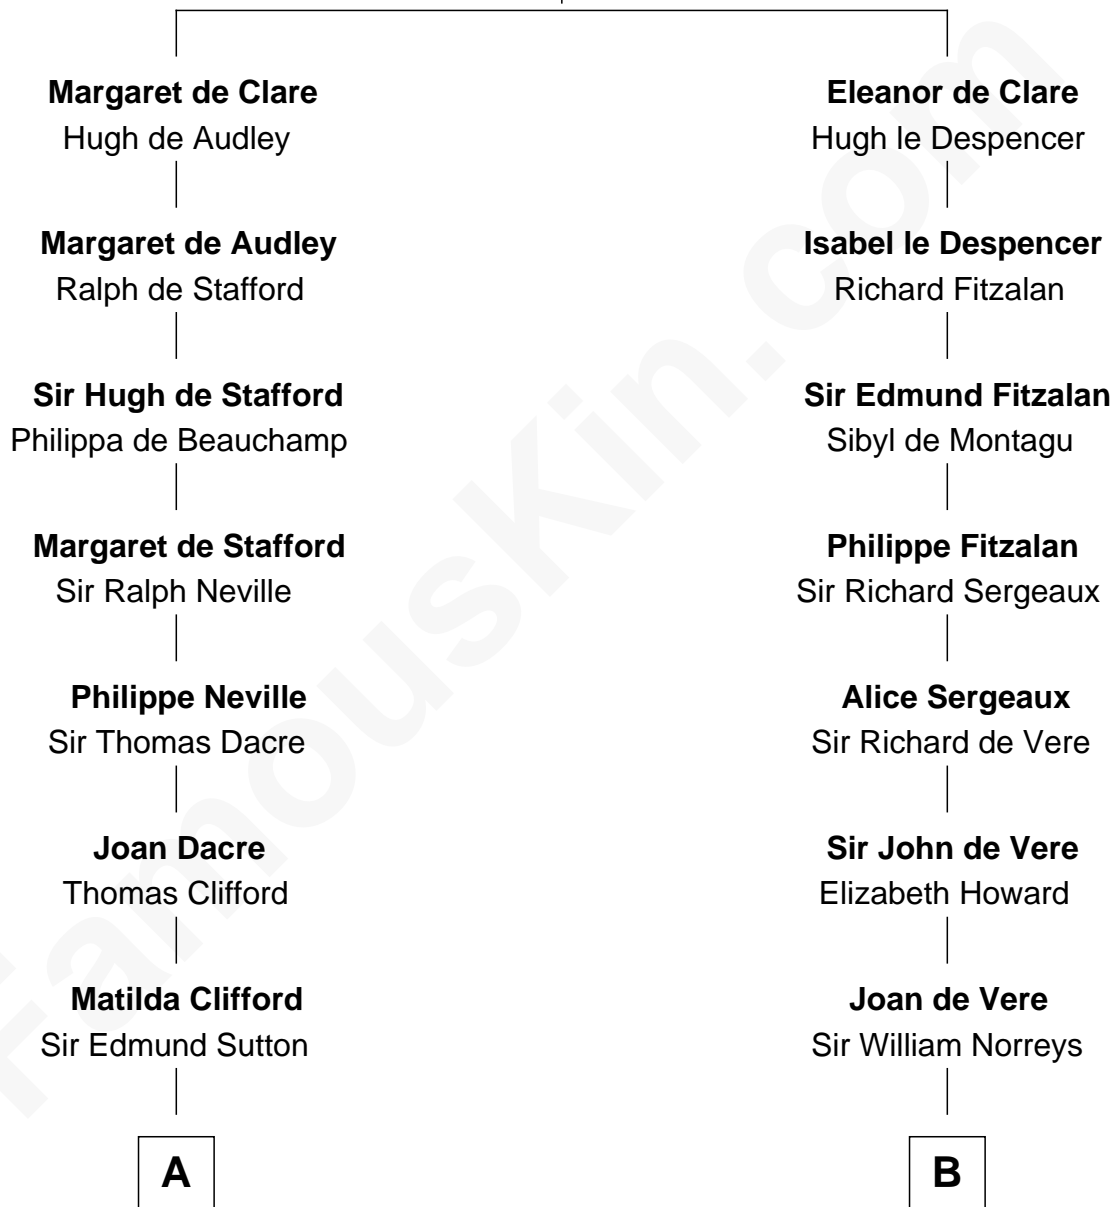 Margaret de Clare
Hugh de Audley
Margaret de Audley
Ralph de Stafford
Sir Hugh de Stafford
Philippa de Beauchamp
Margaret de Stafford
Sir Ralph Neville
Philippe Neville
Sir Thomas Dacre
Joan Dacre
Thomas Clifford
Matilda Clifford
Sir Edmund Sutton
A
Eleanor de Clare
Hugh le Despencer
Isabel le Despencer
Richard Fitzalan
Sir Edmund Fitzalan
Sibyl de Montagu
Philippe Fitzalan
Sir Richard Sergeaux
Alice Sergeaux
Sir Richard de Vere
Sir John de Vere
Elizabeth Howard
Joan de Vere
Sir William Norreys
B
FamousKin.com